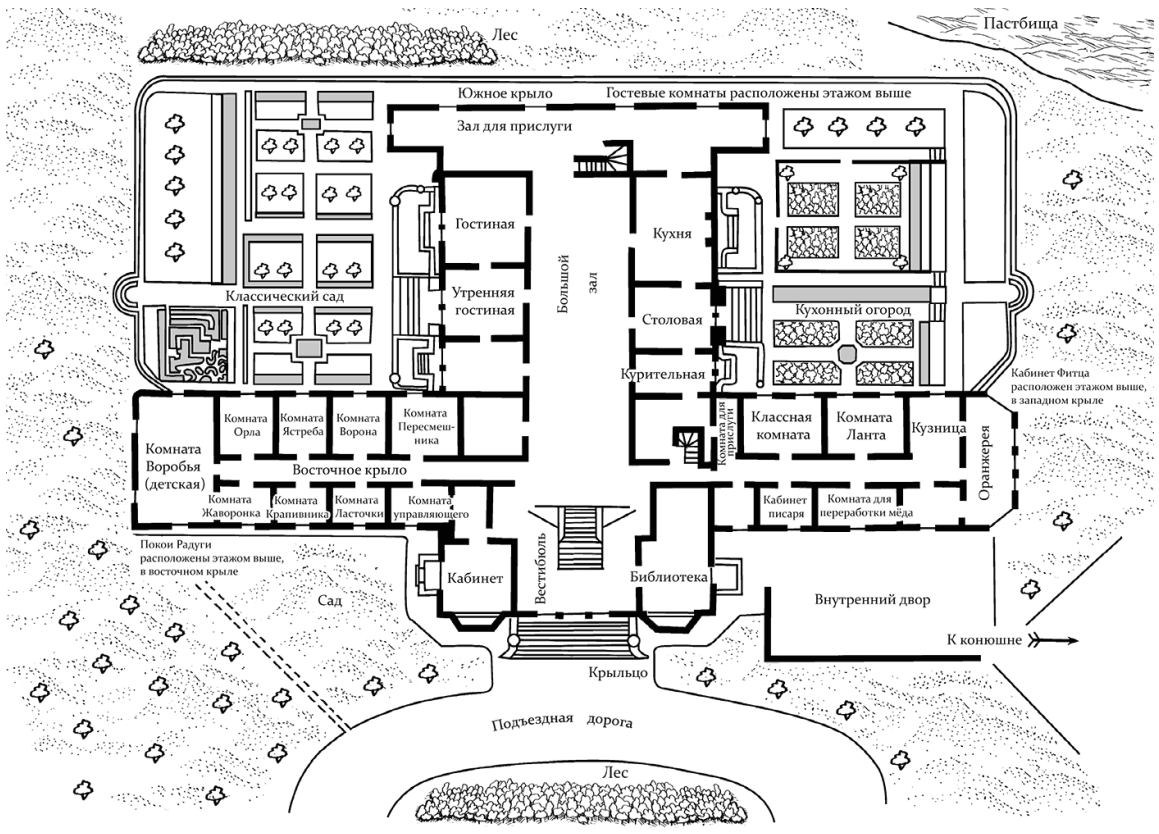 Лес
Пастбища
Южное крыло
Гостевые комнаты расположены этажом выше
Зал для прислуги
Гостиная
Кухня
Большой
зал
Классический сад
Утренняя
гостиная
Столовая
Кухонный огород
Курительная
Кабинет Фитца
расположен этажом выше,
в западном крыле
Комната
Воробья
(детская)
Комната
Орла
Комната
Ястреба
Комната
Ворона
Комната
Пересмеш-
ника
Комната для
прислуги
Классная
комната
Комната
Ланта
Кузница
Оранжерея
Восточное крыло
Комната
Жаворонка
Комната
Крапивника
Комната
Ласточки
Комната
управляющего
Кабинет
писаря
Комната для
переработки мёда
Покои Радуги
расположены этажом выше,
в восточном крыле
Кабинет
Вестибюль
Библиотека
Сад
Внутренний двор
К конюшне
Крыльцо
Подъездная дорога
Лес